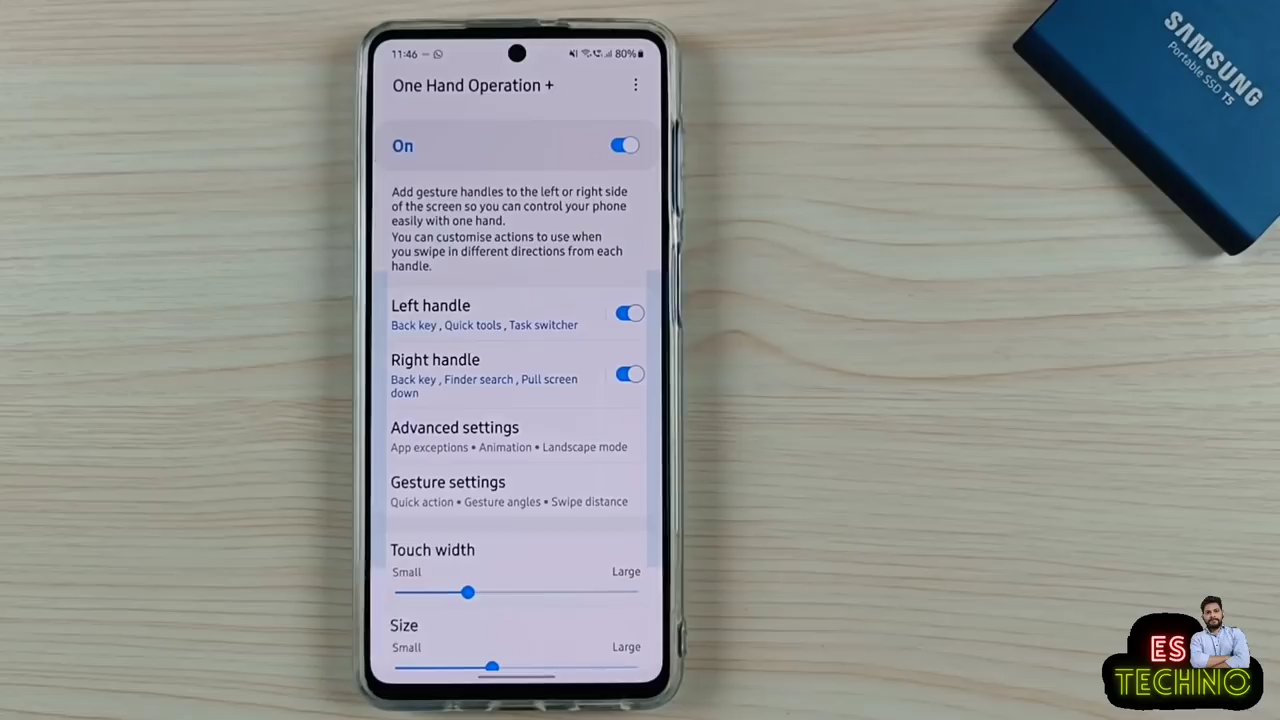 11:46
80%
One Hand Operation +
On
Add gesture handles to the left or right side
of the screen so you can control your phone
easily with one hand.
You can customise actions to use when
you swipe in different directions from each
handle.
Left handle
Back key , Quick tools , Task switcher
Right handle
Back key , Finder search , Pull screen
down
Advanced settings
App exceptions • Animation • Landscape mode
Gesture settings
Quick action • Gesture angles • Swipe distance
Touch width
Small Large
Size
Small Large
SAMSUNG
Portable SSD T5
ES
TECHNO